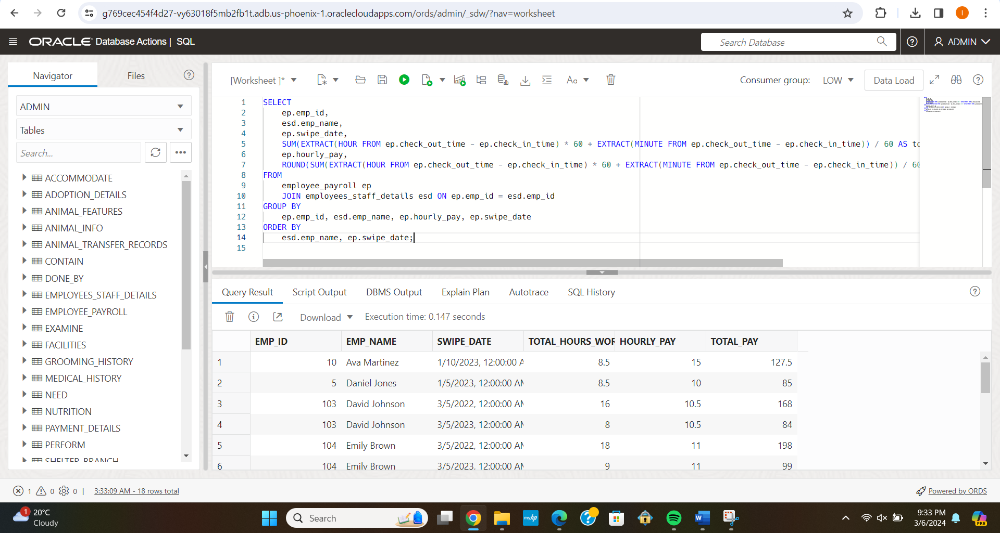 g769cec454f4d27-vy63018f5mb2fb1t.adb.us-phoenix-1.oraclecloudapps.com/ords/admin/_sdw/?nav=worksheet
I
ORACLE Database Actions | SQL
Search Database
ADMIN
Navigator
Files
[Worksheet ]*
Aa
Consumer group:
LOW
Data Load
ADMIN
Tables
Search...
ACCOMMODATE
ADOPTION_DETAILS
ANIMAL_FEATURES
ANIMAL_INFO
ANIMAL_TRANSFER_RECORDS
CONTAIN
DONE_BY
EMPLOYEES_STAFF_DETAILS
EMPLOYEE_PAYROLL
EXAMINE
FACILITIES
GROOMING_HISTORY
MEDICAL_HISTORY
NEED
NUTRITION
PAYMENT_DETAILS
PERFORM
SHELTER_BRANCH
1 SELECT
2 ep.emp_id,
3 esd.emp_name,
4 ep.swipe_date,
5 SUM(EXTRACT(HOUR FROM ep.check_out_time - ep.check_in_time) * 60 + EXTRACT(MINUTE FROM ep.check_out_time - ep.check_in_time)) / 60 AS to
6 ep.hourly_pay,
7 ROUND(SUM(EXTRACT(HOUR FROM ep.check_out_time - ep.check_in_time) * 60 + EXTRACT(MINUTE FROM ep.check_out_time - ep.check_in_time)) / 60
8 FROM
9 employee_payroll ep
10 JOIN employees_staff_details esd ON ep.emp_id = esd.emp_id
11 GROUP BY
12 ep.emp_id, esd.emp_name, ep.hourly_pay, ep.swipe_date
13 ORDER BY
14 esd.emp_name, ep.swipe_date;
15
Query Result
Script Output
DBMS Output
Explain Plan
Autotrace
SQL History
Download
Execution time: 0.147 seconds
EMP_ID EMP_NAME SWIPE_DATE TOTAL_HOURS_WOR HOURLY_PAY TOTAL_PAY
1 10 Ava Martinez 1/10/2023, 12:00:00 A 8.5 15 127.5
2 5 Daniel Jones 1/5/2023, 12:00:00 AM 8.5 10 85
3 103 David Johnson 3/5/2022, 12:00:00 AM 16 10.5 168
4 103 David Johnson 3/5/2023, 12:00:00 AM 8 10.5 84
5 104 Emily Brown 3/5/2022, 12:00:00 AM 18 11 198
6 104 Emily Brown 3/5/2023, 12:00:00 AM 9 11 99
1 0 0 | 3:33:09 AM - 18 rows total
Powered by ORDS
1
20°C
Cloudy
Search
myhp
9:33 PM
3/6/2024
PRE